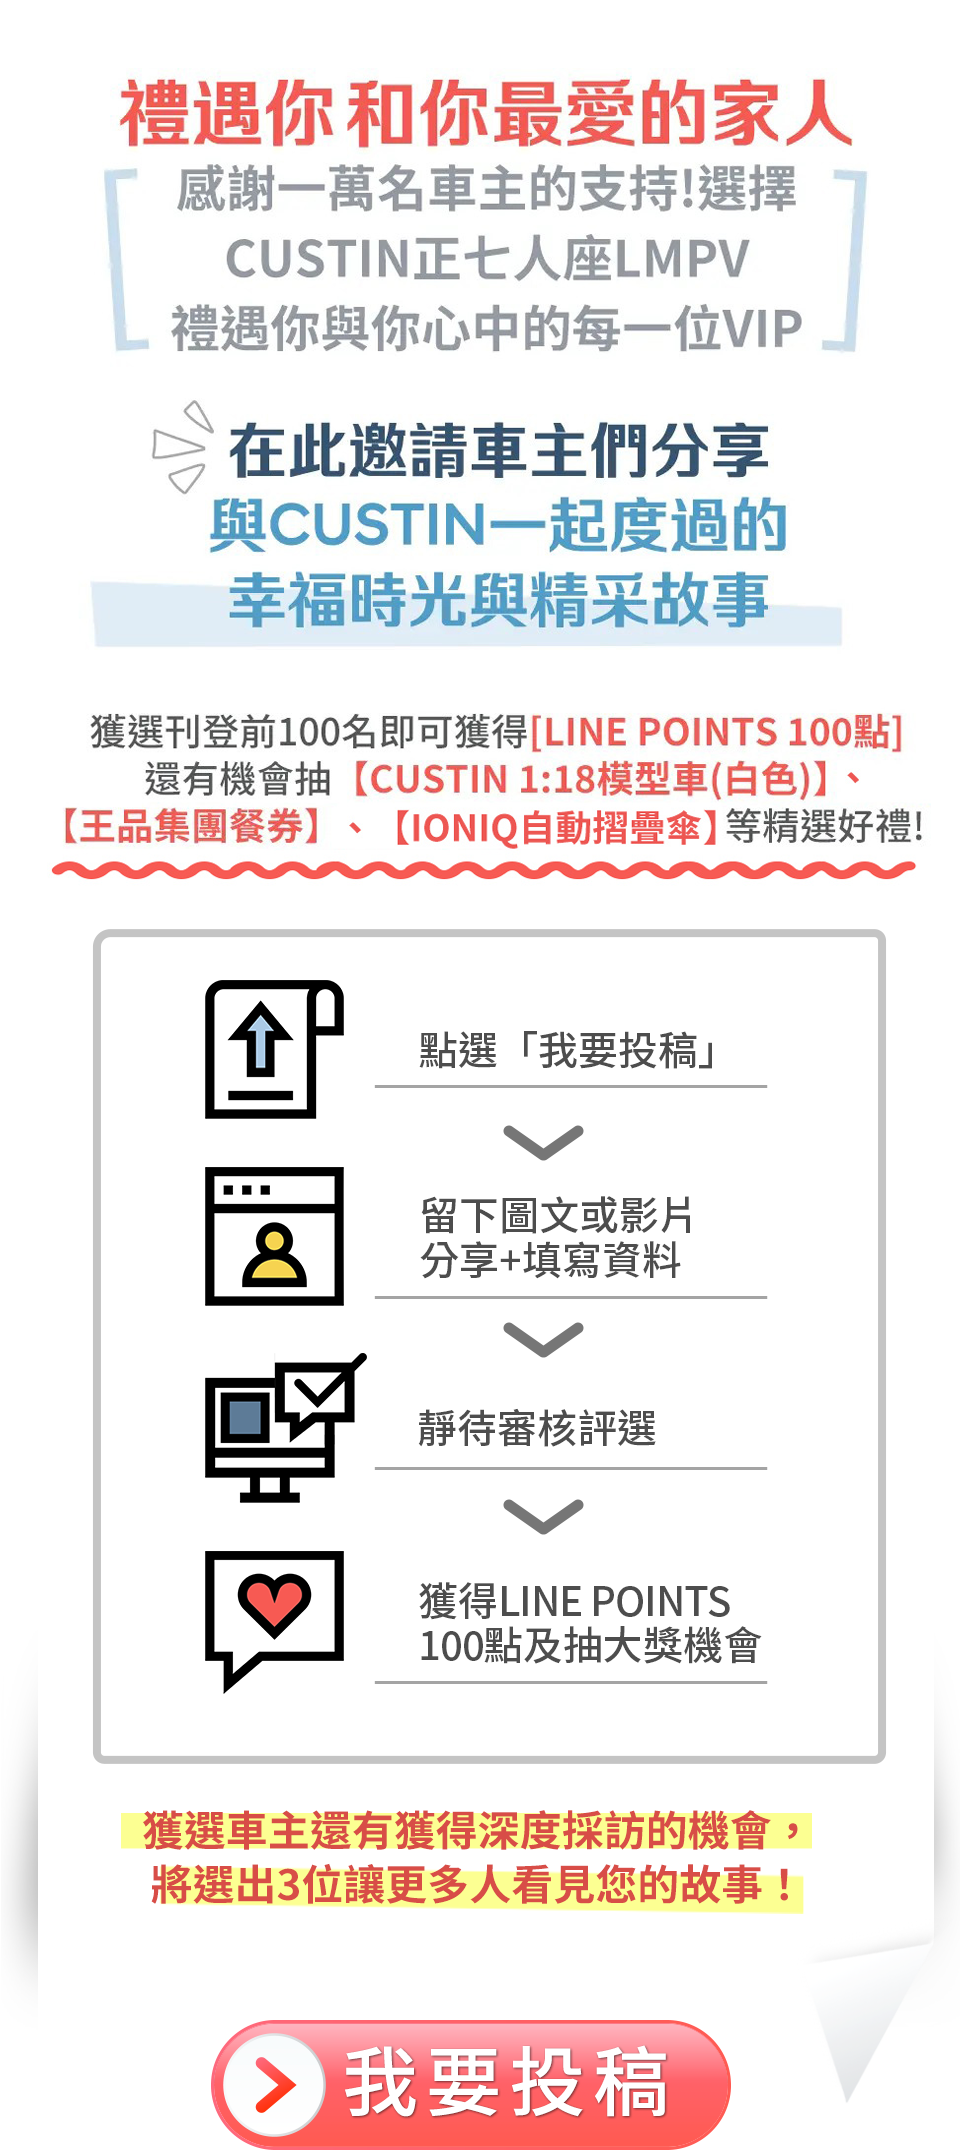 禮遇你和你最愛的家人
感謝一萬名車主的支持!選擇
CUSTIN正七人座LMPV
禮遇你與你心中的每一位VIP
在此邀請車主們分享
與CUSTIN一起度過的
幸福時光與精采故事
獲選刊登前100名即可獲得[LINE POINTS 100點]
還有機會抽【CUSTIN 1:18模型車(白色)】、
【王品集團餐券】、【IONIQ自動摺疊傘】等精選好禮!
點選「我要投稿」
留下圖文或影片
分享+填寫資料
靜待審核評選
獲得LINE POINTS
100點及抽大獎機會
獲選車主還有獲得深度採訪的機會，
將選出3位讓更多人看見您的故事！
我要投稿